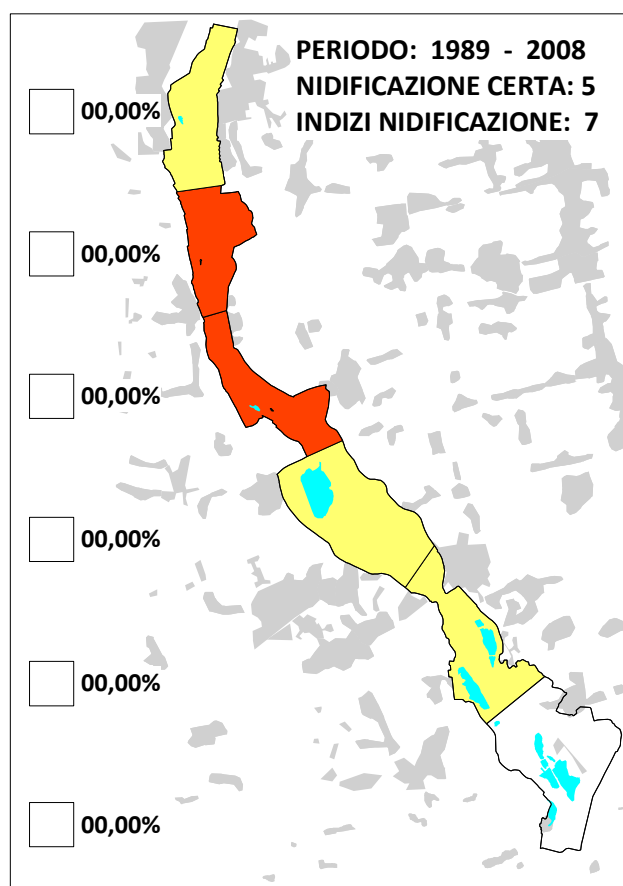 PERIODO: 1989 - 2008
NIDIFICAZIONE CERTA: 5
INDIZI NIDIFICAZIONE: 7
00,00%
00,00%
00,00%
00,00%
00,00%
00,00%